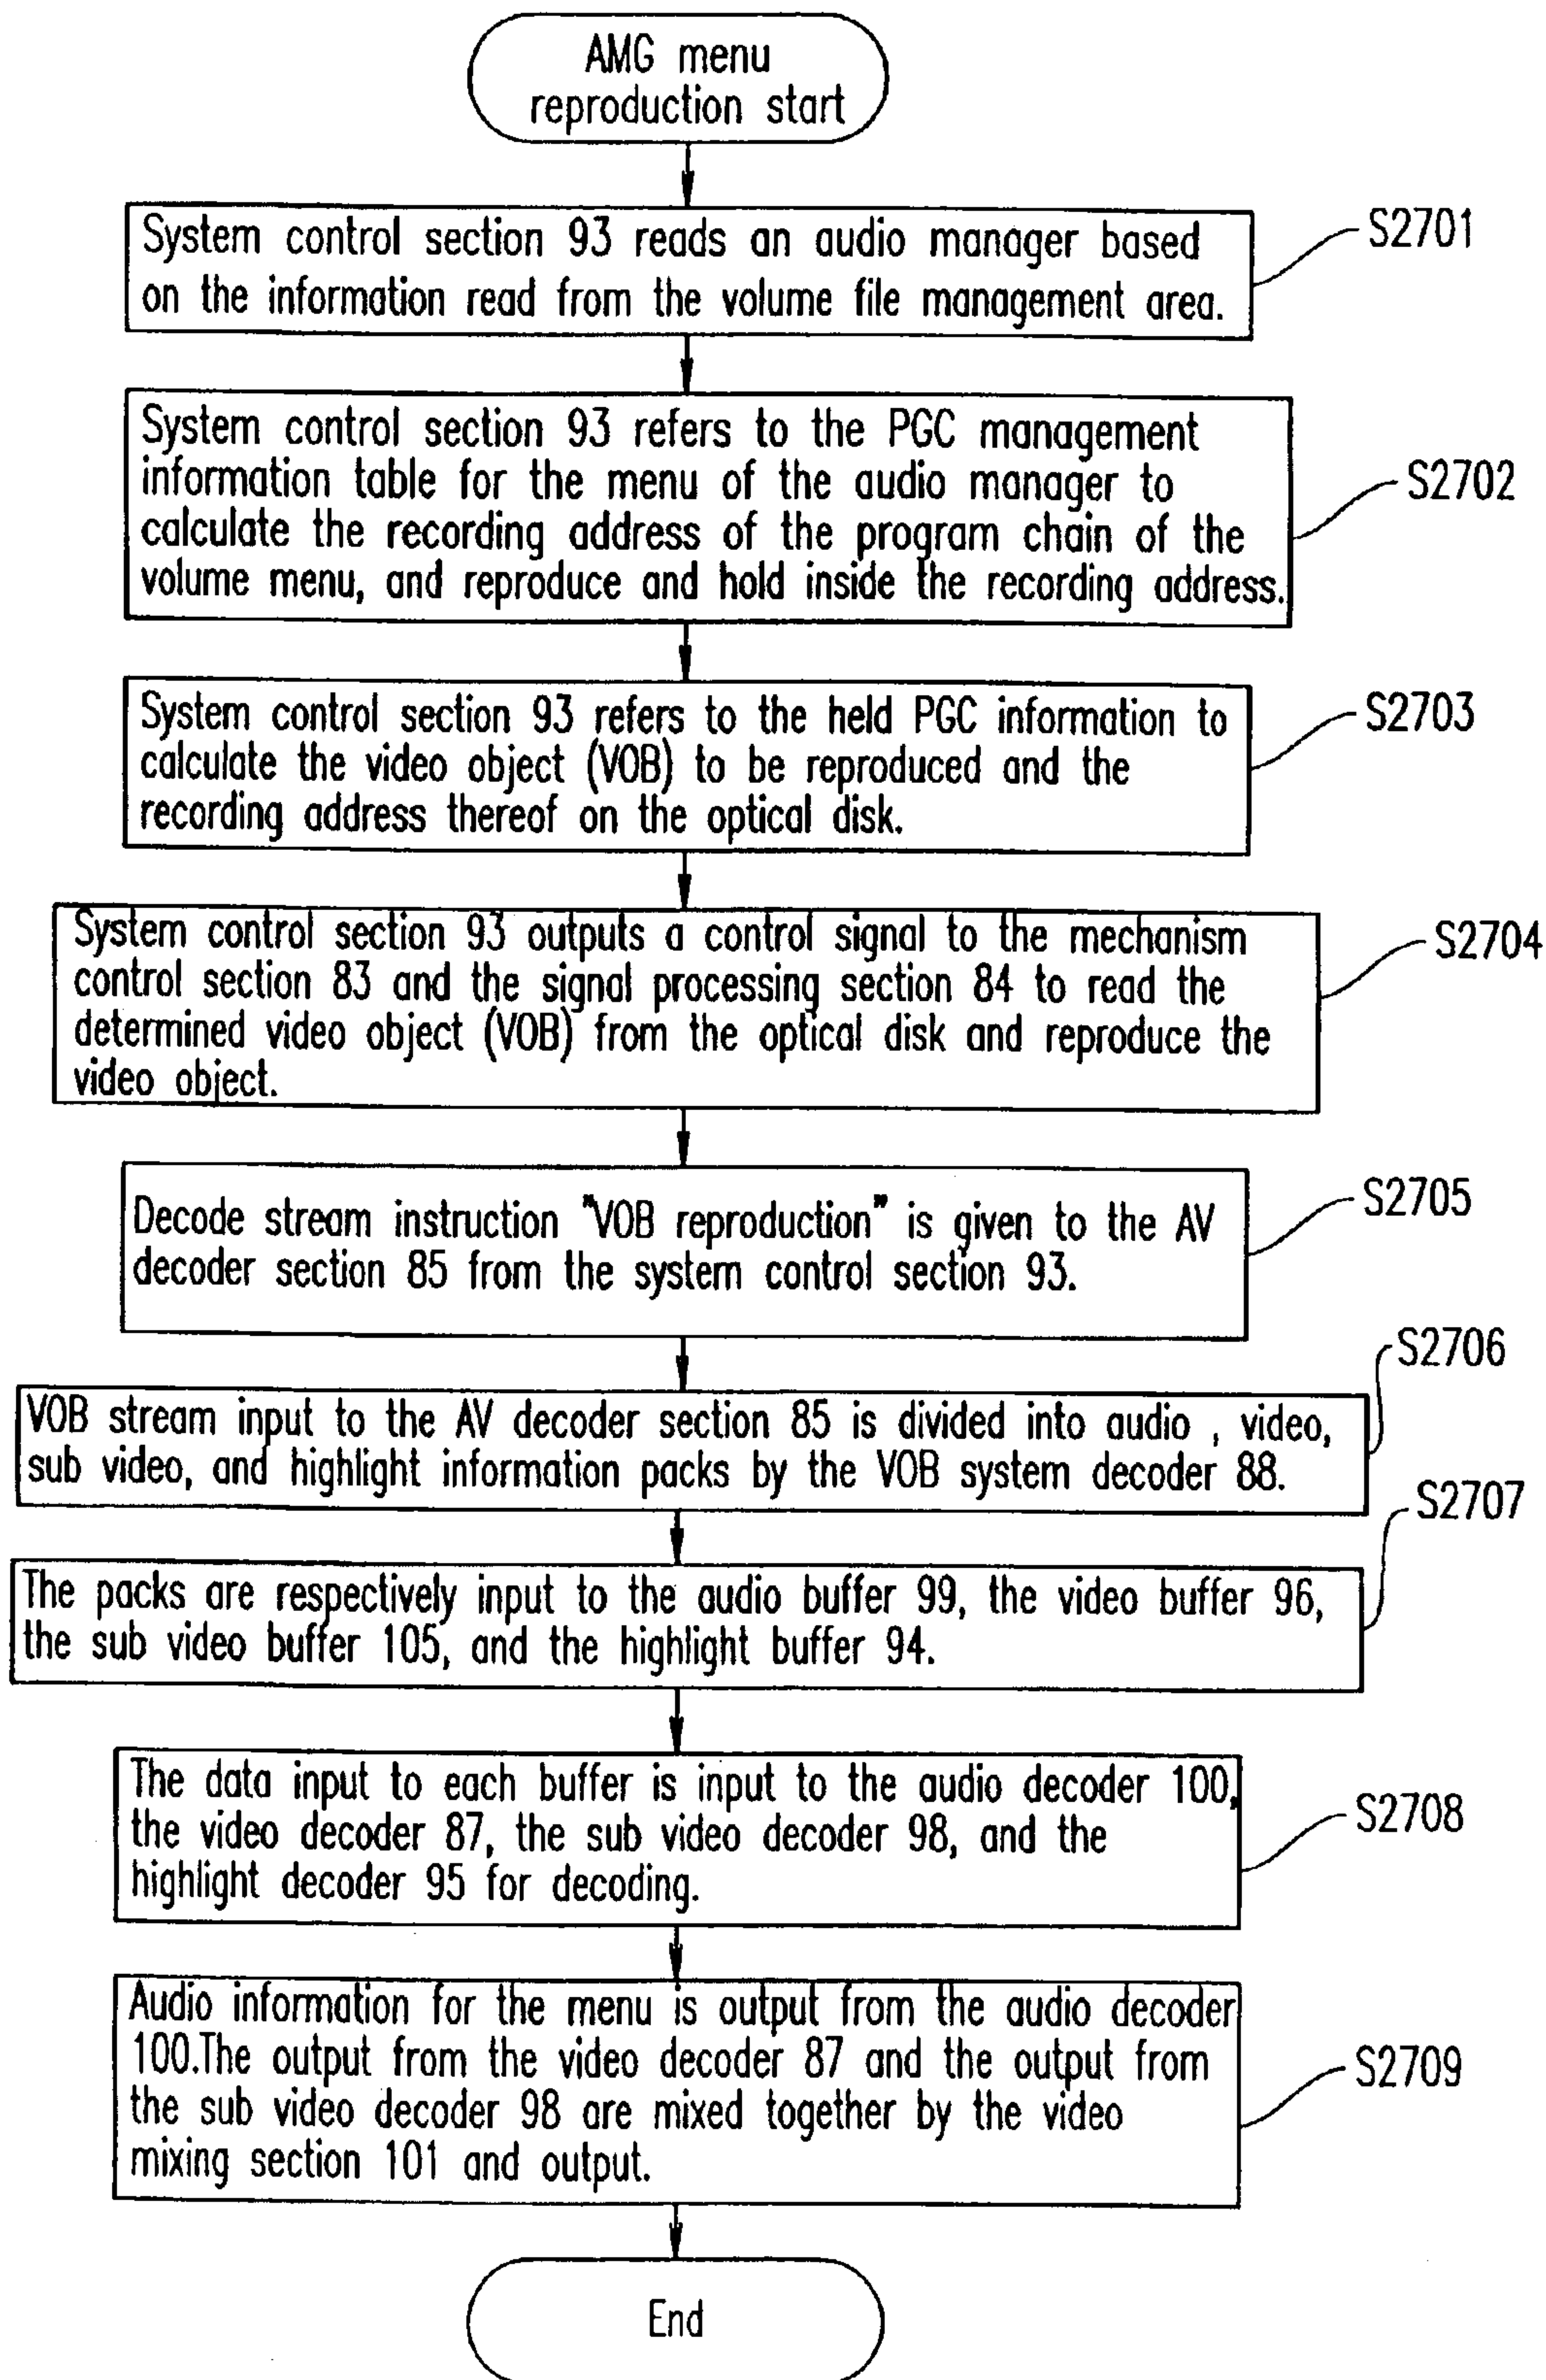 AMG menu
reproduction start
System control section 93 reads an audio manager based
on the information read from the volume file management area.
S2701
System control section 93 refers to the PGC management
information table for the menu of the audio manager to
calculate the recording address of the program chain of the
volume menu, and reproduce and hold inside the recording address.
S2702
System control section 93 refers to the held PGC information to
calculate the video object (VOB) to be reproduced and the
recording address thereof on the optical disk.
S2703
System control section 93 outputs a control signal to the mechanism
control section 83 and the signal processing section 84 to read the
determined video object (VOB) from the optical disk and reproduce the
video object.
S2704
Decode stream instruction "VOB reproduction" is given to the AV
decoder section 85 from the system control section 93.
S2705
VOB stream input to the AV decoder section 85 is divided into audio , video,
sub video, and highlight information packs by the VOB system decoder 88.
S2706
The packs are respectively input to the audio buffer 99, the video buffer 96,
the sub video buffer 105, and the highlight buffer 94.
S2707
The data input to each buffer is input to the audio decoder 100,
the video decoder 87, the sub video decoder 98, and the
highlight decoder 95 for decoding.
S2708
Audio information for the menu is output from the audio decoder
100.The output from the video decoder 87 and the output from
the sub video decoder 98 are mixed together by the video
mixing section 101 and output.
S2709
End